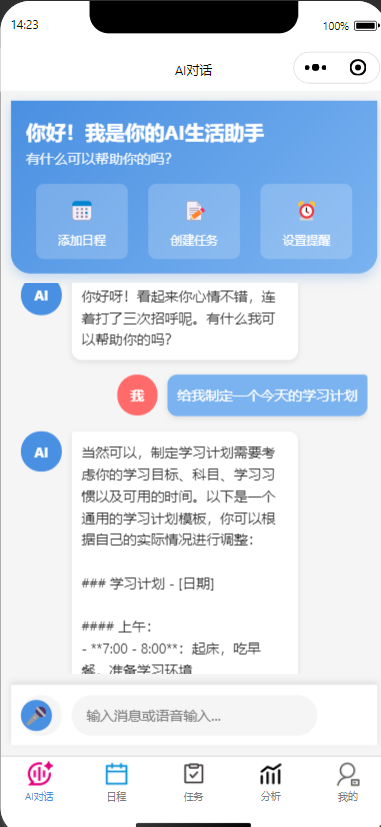 14:23
100%
AI对话
你好！我是你的AI生活助手
有什么可以帮助你的吗？
添加日程
创建任务
设置提醒
AI
你好呀！看起来你心情不错，连
着打了三次招呼呢。有什么我可
以帮助你的吗？
我
给我制定一个今天的学习计划
AI
当然可以，制定学习计划需要考
虑你的学习目标、科目、学习习
惯以及可用的时间。以下是一个
通用的学习计划模板，你可以根
据自己的实际情况进行调整：
### 学习计划 - [日期]
#### 上午：
- **7:00 - 8:00**：起床，吃早
餐，准备学习环境
输入消息或语音输入...
AI对话
日程
任务
分析
我的